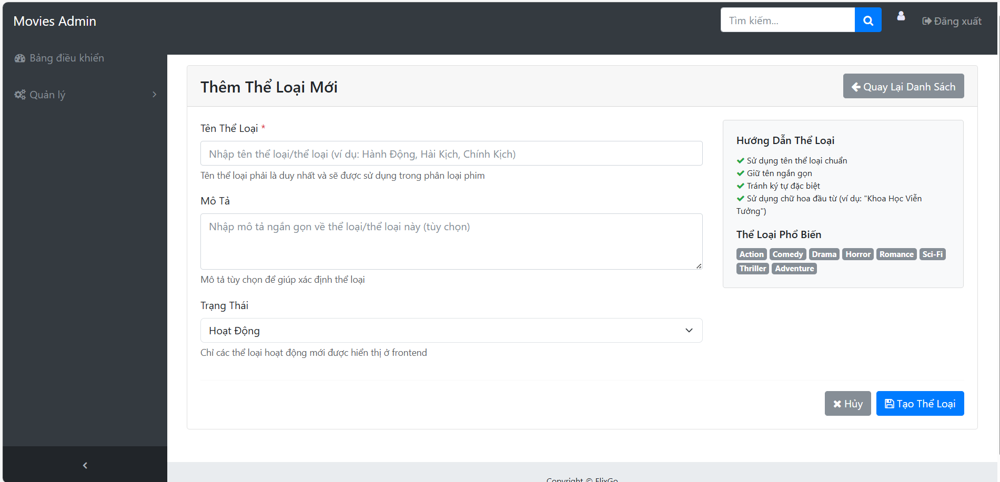 Movies Admin
Tìm kiếm...
Đăng xuất
Bảng điều khiển
Quản lý
Thêm Thể Loại Mới
Quay Lại Danh Sách
Tên Thể Loại *
Nhập tên thể loại/thể loại (ví dụ: Hành Động, Hài Kịch, Chính Kịch)
Tên thể loại phải là duy nhất và sẽ được sử dụng trong phân loại phim
Mô Tả
Nhập mô tả ngắn gọn về thể loại/thể loại này (tùy chọn)
Mô tả tùy chọn để giúp xác định thể loại
Trạng Thái
Hoạt Động
Chỉ các thể loại hoạt động mới được hiển thị ở frontend
Hướng Dẫn Thể Loại
Sử dụng tên thể loại chuẩn
Giữ tên ngắn gọn
Tránh ký tự đặc biệt
Sử dụng chữ hoa đầu từ (ví dụ: "Khoa Học Viễn
Tưởng")
Thể Loại Phổ Biến
Action Comedy Drama Horror Romance Sci-Fi
Thriller Adventure
Hủy
Tạo Thể Loại
Copyright © FlixGo